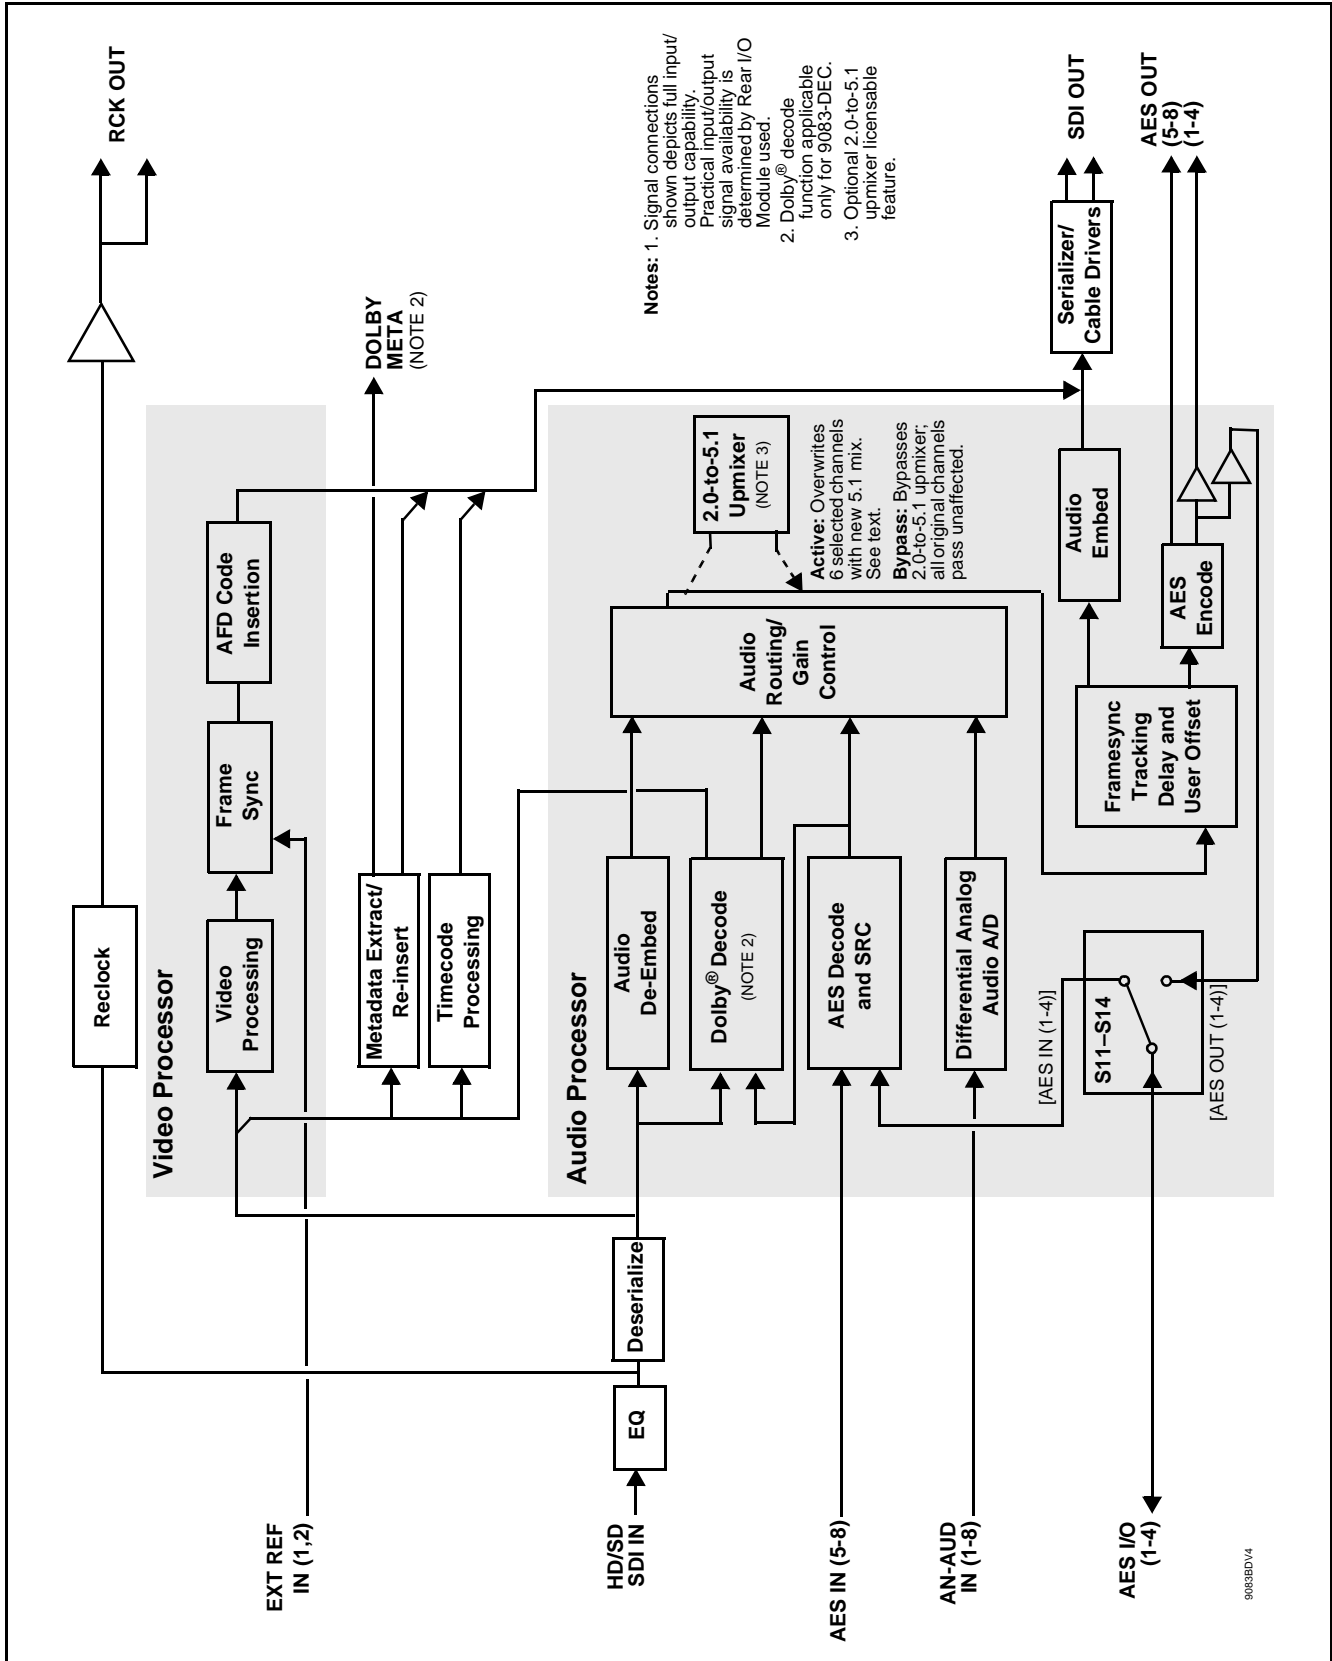 RCK OUT
Notes: 1. Signal connections
shown depicts full input/
output capability.
Practical input/output
signal availability is
determined by Rear I/O
Module used.
2. Dolby® decode
function applicable
only for 9083-DEC.
3. Optional 2.0-to-5.1
upmixer licensable
feature.
SDI OUT
AES OUT
(5-8)
(1-4)
DOLBY
META
(NOTE 2)
Serializer/
Cable Drivers
Reclock
Video Processor
Video
Processing
Frame
Sync
AFD Code
Insertion
Metadata Extract/
Re-insert
Timecode
Processing
Audio Processor
Audio
De-Embed
Dolby® Decode
(NOTE 2)
AES Decode
and SRC
Differential Analog
Audio A/D
Audio
Routing/
Gain
Control
2.0-to-5.1
Upmixer
(NOTE 3)
Active: Overwrites
6 selected channels
with new 5.1 mix.
See text.
Bypass: Bypasses
2.0-to-5.1 upmixer;
all original channels
pass unaffected.
Audio
Embed
AES
Encode
Framesync
Tracking
Delay and
User Offset
[AES IN (1-4)]
S11–S14
[AES OUT (1-4)]
Deserialize
EQ
EXT REF
IN (1,2)
HD/SD
SDI IN
AES IN (5-8)
AN-AUD
IN (1-8)
AES I/O
(1-4)
9083BDV4